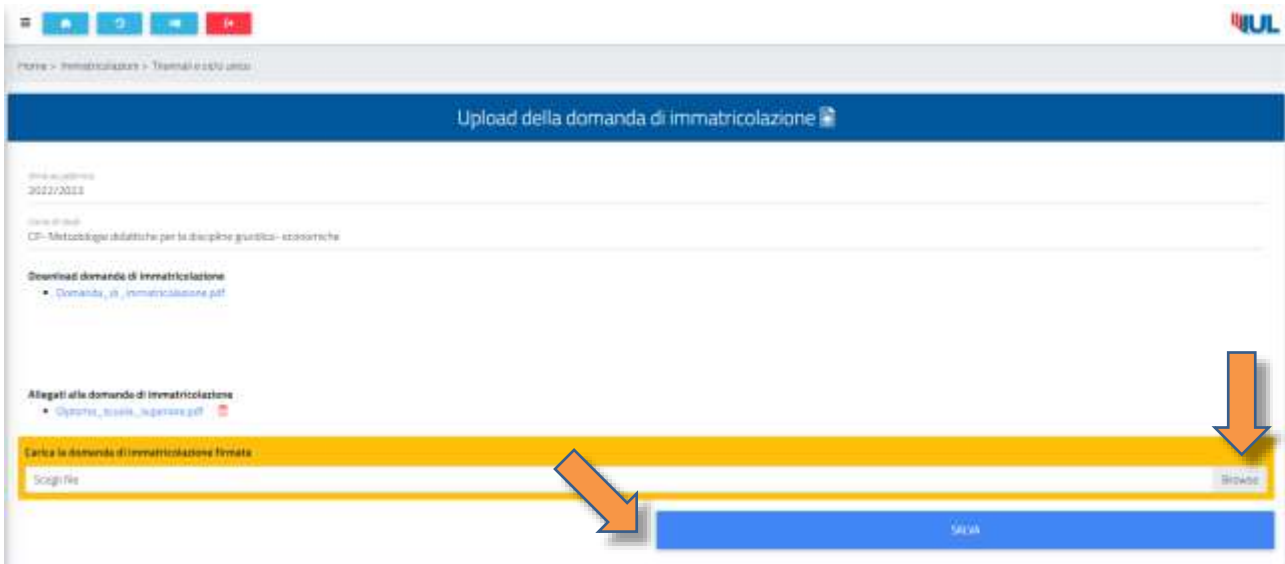 IUL
Home > Immatricolazioni > Triennali e ciclo unico
Upload della domanda di immatricolazione
Anno accademico
2022/2023
Corso di studi
CP- Metodologie didattiche per le discipline giuridico- economiche
Download domanda di immatricolazione
Domanda_di_immatricolazione.pdf
Allegati alla domanda di immatricolazione
Diploma_scuola_superiore.pdf
Carica la domanda di immatricolazione firmata
Scegli file
Browse
SALVA